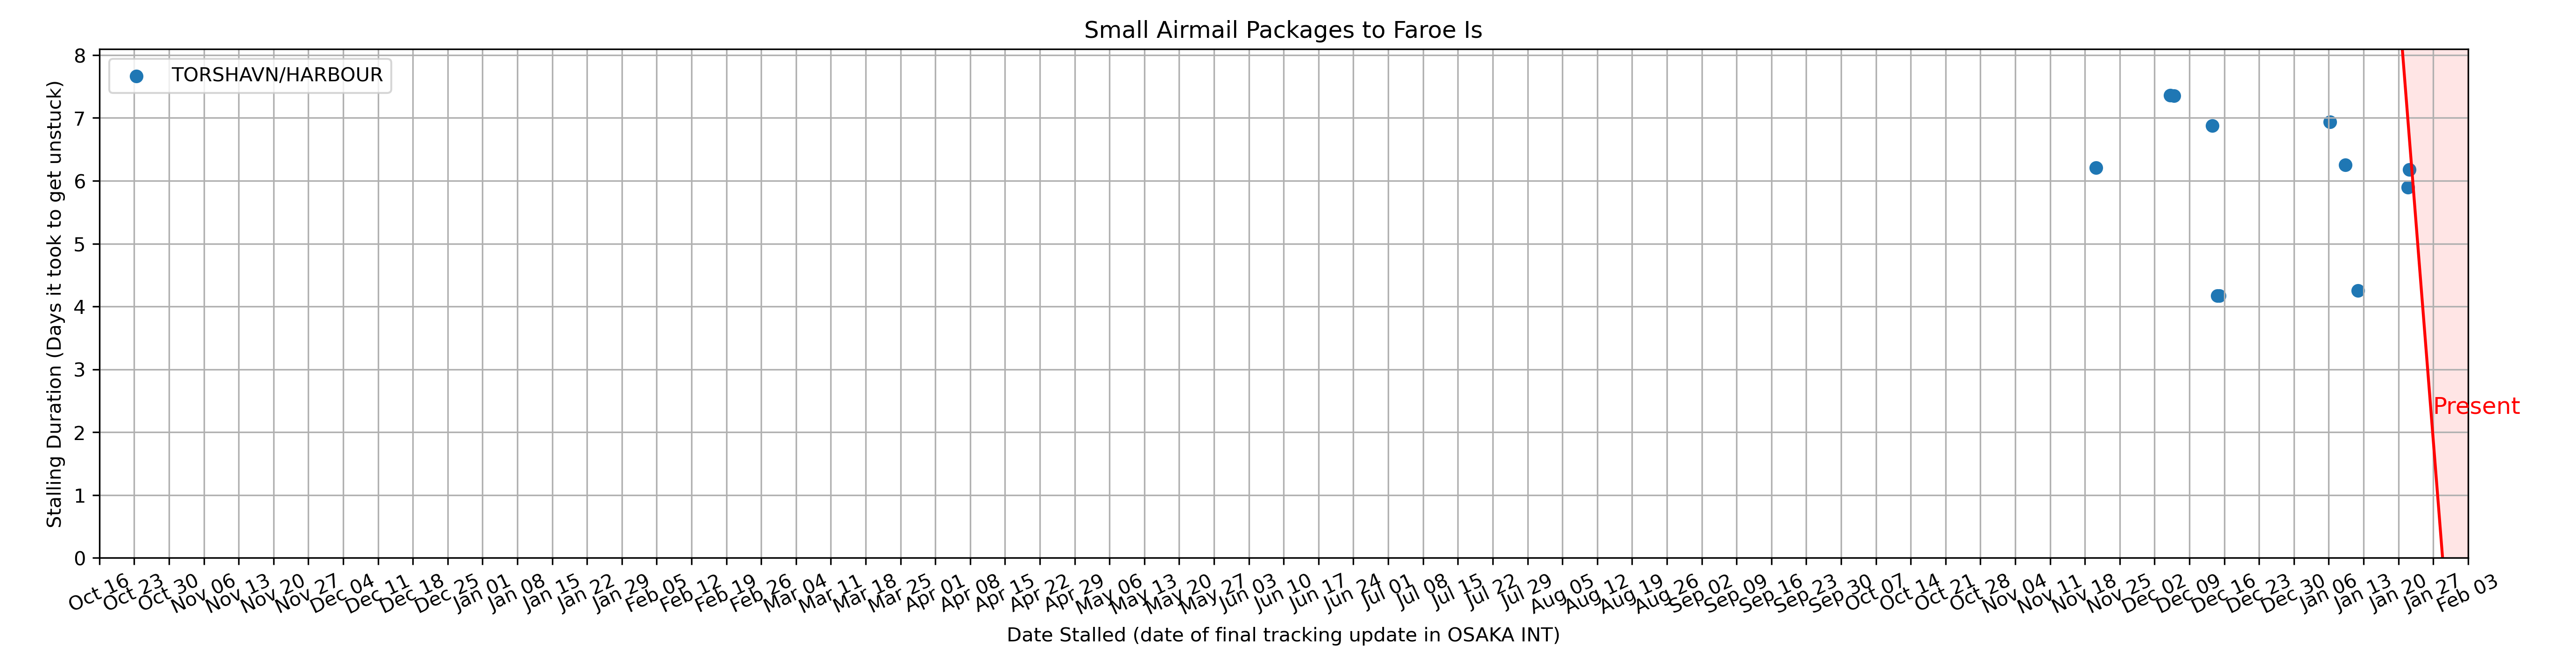 Small Airmail Packages to Faroe Is
TORSHAVN/HARBOUR
Stalling Duration (Days it took to get unstuck)
8
7
6
5
4
3
2
1
0
Present
Oct 16
Oct 23
Oct 30
Nov 06
Nov 13
Nov 20
Nov 27
Dec 04
Dec 11
Dec 18
Dec 25
Jan 01
Jan 08
Jan 15
Jan 22
Jan 29
Feb 05
Feb 12
Feb 19
Feb 26
Mar 04
Mar 11
Mar 18
Mar 25
Apr 01
Apr 08
Apr 15
Apr 22
Apr 29
May 06
May 13
May 20
May 27
Jun 03
Jun 10
Jun 17
Jun 24
Jul 01
Jul 08
Jul 15
Jul 22
Jul 29
Aug 05
Aug 12
Aug 19
Aug 26
Sep 02
Sep 09
Sep 16
Sep 23
Sep 30
Oct 07
Oct 14
Oct 21
Oct 28
Nov 04
Nov 11
Nov 18
Nov 25
Dec 02
Dec 09
Dec 16
Dec 23
Dec 30
Jan 06
Jan 13
Jan 20
Jan 27
Feb 03
Date Stalled (date of final tracking update in OSAKA INT)